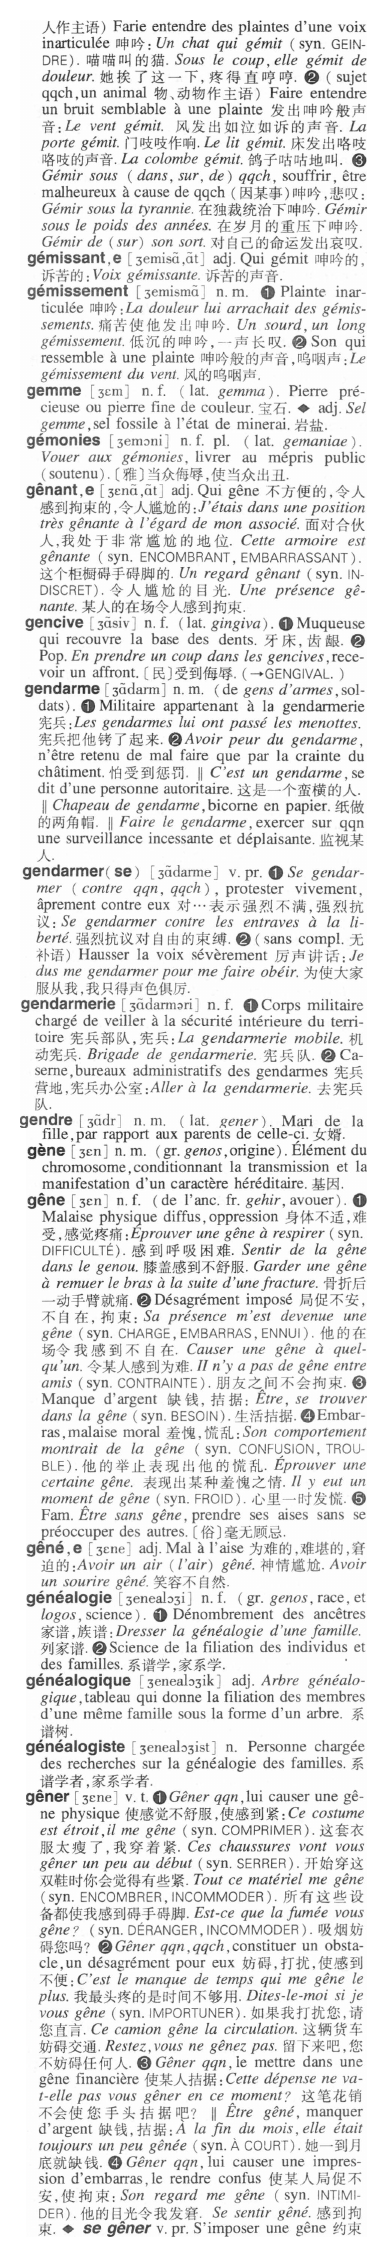 人作主语) Farie entendre des plaintes d'une voix
inarticulée 呻吟: Un chat qui gémit (syn. GEIN-
DRE). 喵喵叫的猫. Sous le coup, elle gémit de
douleur. 她挨了这一下,疼得直哼哼. ❷ (sujet
qqch,un animal 物、动物作主语) Faire entendre
un bruit semblable à une plainte 发出呻吟般声
音: Le vent gémit. 风发出如泣如诉的声音. La
porte gémit. 门吱吱作响. Le lit gémit. 床发出咯吱
咯吱的声音. La colombe gémit. 鸽子咕咕地叫. ❸
Gémir sous (dans, sur, de) qqch, souffrir, être
malheureux à cause de qqch (因某事)呻吟,悲叹:
Gémir sous la tyrannie. 在独裁统治下呻吟. Gémir
sous le poids des années. 在岁月的重压下呻吟.
Gémir de (sur) son sort. 对自己的命运发出哀叹.
gémissant,e [ʒemisɑ̃,ɑ̃t] adj. Qui gémit 呻吟的,
诉苦的: Voix gémissante. 诉苦的声音.
gémissement [ʒemismɑ̃] n. m. ❶ Plainte inar-
ticulée 呻吟: La douleur lui arrachait des gémis-
sements. 痛苦使他发出呻吟. Un sourd, un long
gémissement. 低沉的呻吟,一声长叹. ❷ Son qui
ressemble à une plainte 呻吟般的声音,呜咽声: Le
gémissement du vent. 风的呜咽声.
gemme [ʒɛm] n. f. (lat. gemma). Pierre pré-
cieuse ou pierre fine de couleur. 宝石. ◆ adj. Sel
gemme, sel fossile à l'état de minerai. 岩盐.
gémonies [ʒemɔni] n. f. pl. (lat. gemaniae).
Vouer aux gémonies, livrer au mépris public
(soutenu). 〔雅〕当众侮辱,使当众出丑.
gênant,e [ʒɛnɑ̃,ɑ̃t] adj. Qui gêne 不方便的,令人
感到拘束的,令人尴尬的: J'étais dans une position
très gênante à l'égard de mon associé. 面对合伙
人,我处于非常尴尬的地位. Cette armoire est
gênante (syn. ENCOMBRANT, EMBARRASSANT).
这个柜橱碍手碍脚的. Un regard gênant (syn. IN-
DISCRET). 令人尴尬的目光. Une présence gê-
nante. 某人的在场令人感到拘束.
gencive [ʒɑ̃siv] n. f. (lat. gingiva). ❶ Muqueuse
qui recouvre la base des dents. 牙床,齿龈. ❷
Pop. En prendre un coup dans les gencives, rece-
voir un affront. 〔民〕受到侮辱. (→GENGIVAL.)
gendarme [ʒɑ̃darm] n. m. (de gens d'armes, sol-
dats). ❶ Militaire appartenant à la gendarmerie
宪兵: Les gendarmes lui ont passé les menottes.
宪兵把他铐了起来. ❷ Avoir peur du gendarme,
n'être retenu de mal faire que par la crainte du
châtiment. 怕受到惩罚. ‖ C'est un gendarme, se
dit d'une personne autoritaire. 这是一个蛮横的人.
‖ Chapeau de gendarme, bicorne en papier. 纸做
的两角帽. ‖ Faire le gendarme, exercer sur qqn
une surveillance incessante et déplaisante. 监视某
人.
gendarmer(se) [ʒɑ̃darme] v. pr. ❶ Se gendar-
mer (contre qqn, qqch), protester vivement,
âprement contre eux 对…表示强烈不满,强烈抗
议: Se gendarmer contre les entraves à la li-
berté. 强烈抗议对自由的束缚. ❷ (sans compl. 无
补语) Hausser la voix sévèrement 厉声讲话: Je
dus me gendarmer pour me faire obéir. 为使大家
服从我,我只得声色俱厉.
gendarmerie [ʒɑ̃darməri] n. f. ❶ Corps militaire
chargé de veiller à la sécurité intérieure du terri-
toire 宪兵部队,宪兵: La gendarmerie mobile. 机
动宪兵. Brigade de gendarmerie. 宪兵队. ❷ Ca-
serne, bureaux administratifs des gendarmes 宪兵
营地,宪兵办公室: Aller à la gendarmerie. 去宪兵
队.
gendre [ʒɑ̃dr] n. m. (lat. gener). Mari de la
fille, par rapport aux parents de celle-ci. 女婿.
gène [ʒɛn] n. m. (gr. genos, origine). Élément du
chromosome, conditionnant la transmission et la
manifestation d'un caractère héréditaire. 基因.
gêne [ʒɛn] n. f. (de l'anc. fr. gehir, avouer). ❶
Malaise physique diffus, oppression 身体不适,难
受,感觉疼痛: Éprouver une gêne à respirer (syn.
DIFFICULTÉ). 感到呼吸困难. Sentir de la gêne
dans le genou. 膝盖感到不舒服. Garder une gêne
à remuer le bras à la suite d'une fracture. 骨折后
一动手臂就痛. ❷ Désagrément imposé 局促不安,
不自在,拘束: Sa présence m'est devenue une
gêne (syn. CHARGE, EMBARRAS, ENNUI). 他的在
场令我感到不自在. Causer une gêne à quel-
qu'un. 令某人感到为难. Il n'y a pas de gêne entre
amis (syn. CONTRAINTE). 朋友之间不会拘束. ❸
Manque d'argent 缺钱,拮据: Être, se trouver
dans la gêne (syn. BESOIN). 生活拮据. ❹ Embar-
ras, malaise moral 羞愧,慌乱: Son comportement
montrait de la gêne (syn. CONFUSION, TROU-
BLE). 他的举止表现出他的慌乱. Éprouver une
certaine gêne. 表现出某种羞愧之情. Il y eut un
moment de gêne (syn. FROID). 心里一时发慌. ❺
Fam. Être sans gêne, prendre ses aises sans se
préoccuper des autres. 〔俗〕毫无顾忌.
gêné,e [ʒɛne] adj. Mal à l'aise 为难的,难堪的,窘
迫的: Avoir un air (l'air) gêné. 神情尴尬. Avoir
un sourire gêné. 笑容不自然.
généalogie [ʒenealɔʒi] n. f. (gr. genos, race, et
logos, science). ❶ Dénombrement des ancêtres
家谱,族谱: Dresser la généalogie d'une famille.
列家谱. ❷ Science de la filiation des individus et
des familles. 系谱学,家系学.
généalogique [ʒenealɔʒik] adj. Arbre généalo-
gique, tableau qui donne la filiation des membres
d'une même famille sous la forme d'un arbre. 系
谱树.
généalogiste [ʒenealɔʒist] n. Personne chargée
des recherches sur la généalogie des familles. 系
谱学者,家系学者.
gêner [ʒɛne] v. t. ❶ Gêner qqn, lui causer une gê-
ne physique 使感觉不舒服,使感到紧: Ce costume
est étroit, il me gêne (syn. COMPRIMER). 这套衣
服太瘦了,我穿着紧. Ces chaussures vont vous
gêner un peu au début (syn. SERRER). 开始穿这
双鞋时你会觉得有些紧. Tout ce matériel me gêne
(syn. ENCOMBRER, INCOMMODER). 所有这些设
备都使我感到碍手碍脚. Est-ce que la fumée vous
gêne? (syn. DÉRANGER, INCOMMODER). 吸烟妨
碍您吗? ❷ Gêner qqn, qqch, constituer un obsta-
cle, un désagrément pour eux 妨碍,打扰,使感到
不便: C'est le manque de temps qui me gêne le
plus. 我最头疼的是时间不够用. Dites-le-moi si je
vous gêne (syn. IMPORTUNER). 如果我打扰您,请
您直言. Ce camion gêne la circulation. 这辆货车
妨碍交通. Restez, vous ne gênez pas. 留下来吧,您
不妨碍任何人. ❸ Gêner qqn, le mettre dans une
gêne financière 使某人拮据: Cette dépense ne va-
t-elle pas vous gêner en ce moment? 这笔花销
不会使您手头拮据吧? ‖ Être gêné, manquer
d'argent 缺钱,拮据: À la fin du mois, elle était
toujours un peu gênée (syn. À COURT). 她一到月
底就缺钱. ❹ Gêner qqn, lui causer une impres-
sion d'embarras, le rendre confus 使某人局促不
安,使拘束: Son regard me gêne (syn. INTIMI-
DER). 他的目光令我发窘. Se sentir gêné. 感到拘
束. ◆ se gêner v. pr. S'imposer une gêne 约束